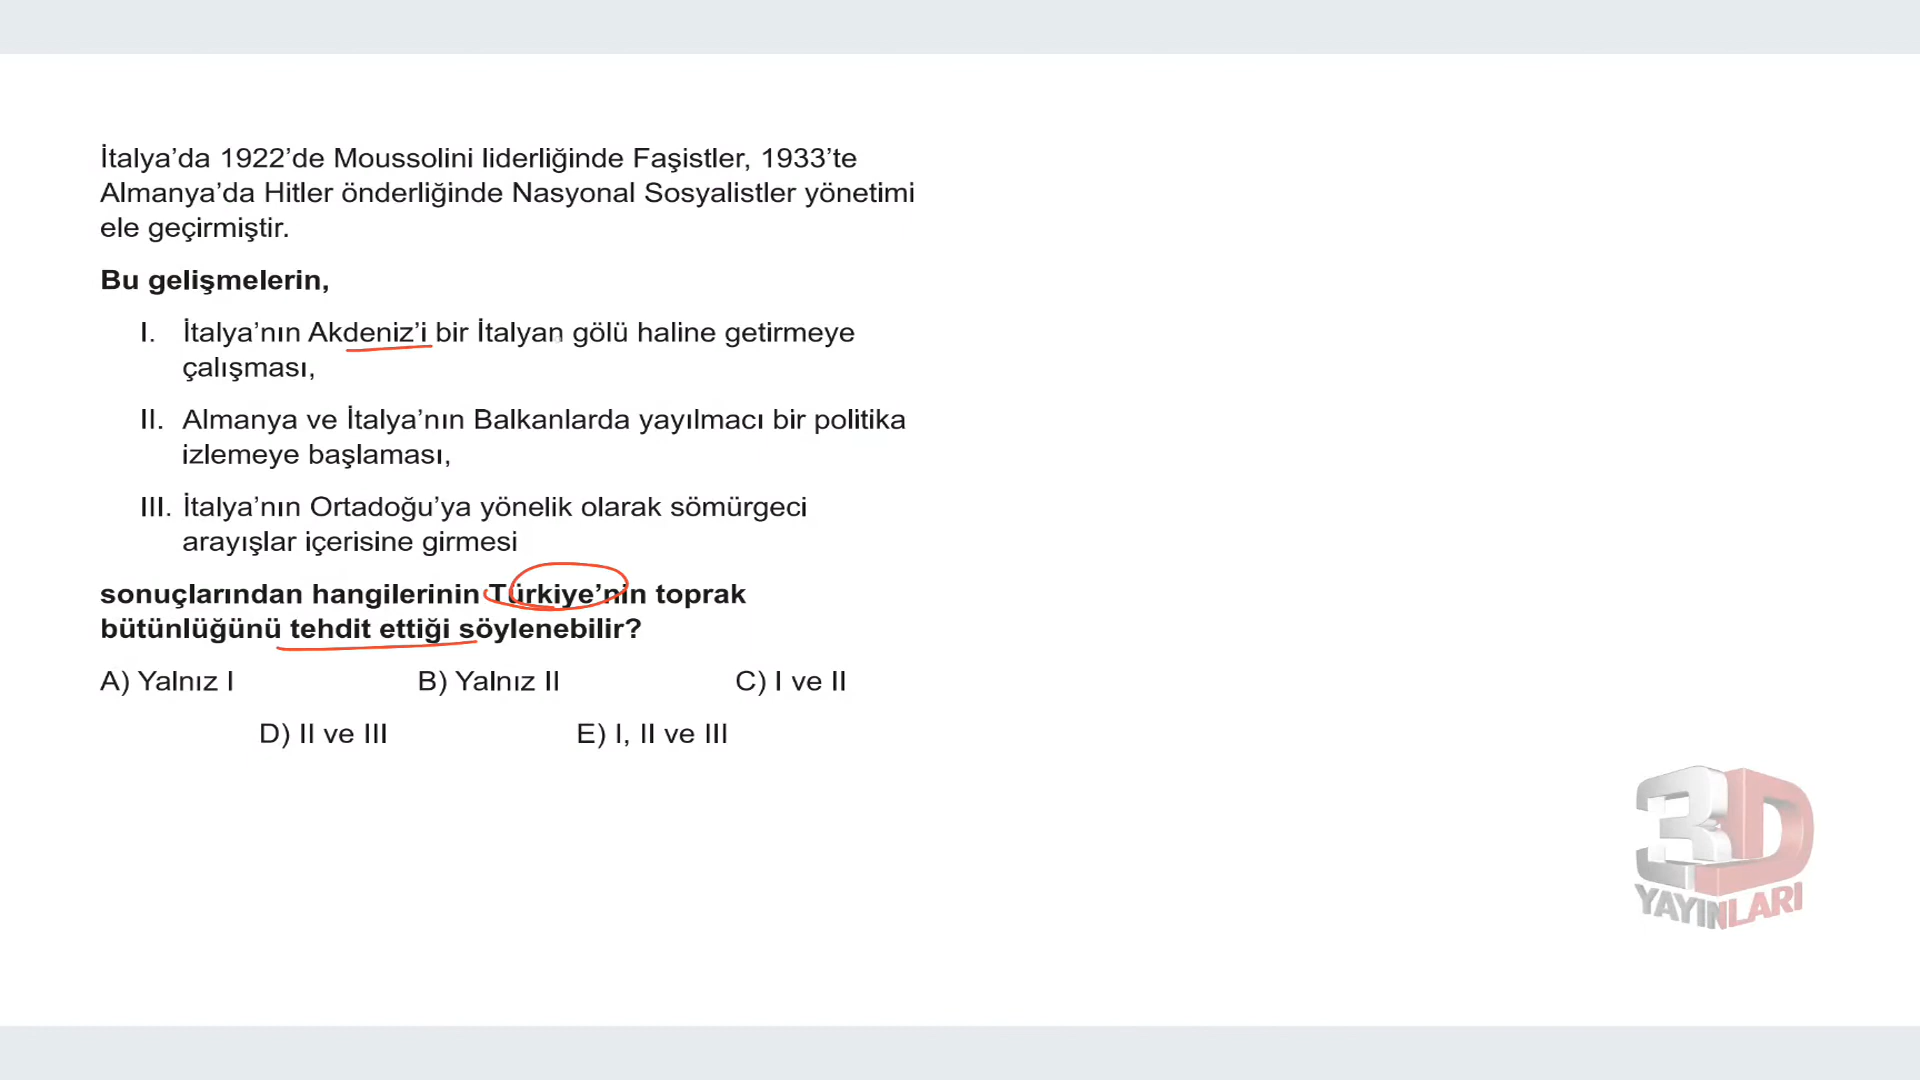 İtalya’da 1922’de Moussolini liderliğinde Faşistler, 1933’te
Almanya’da Hitler önderliğinde Nasyonal Sosyalistler yönetimi
ele geçirmiştir.
Bu gelişmelerin,
I. İtalya’nın Akdeniz’i bir İtalyan gölü haline getirmeye
çalışması,
II. Almanya ve İtalya’nın Balkanlarda yayılmacı bir politika
izlemeye başlaması,
III. İtalya’nın Ortadoğu’ya yönelik olarak sömürgeci
arayışlar içerisine girmesi
sonuçlarından hangilerinin Türkiye’nin toprak
bütünlüğünü tehdit ettiği söylenebilir?
A) Yalnız I B) Yalnız II C) I ve II
D) II ve III E) I, II ve III
3D
YAYINLARI